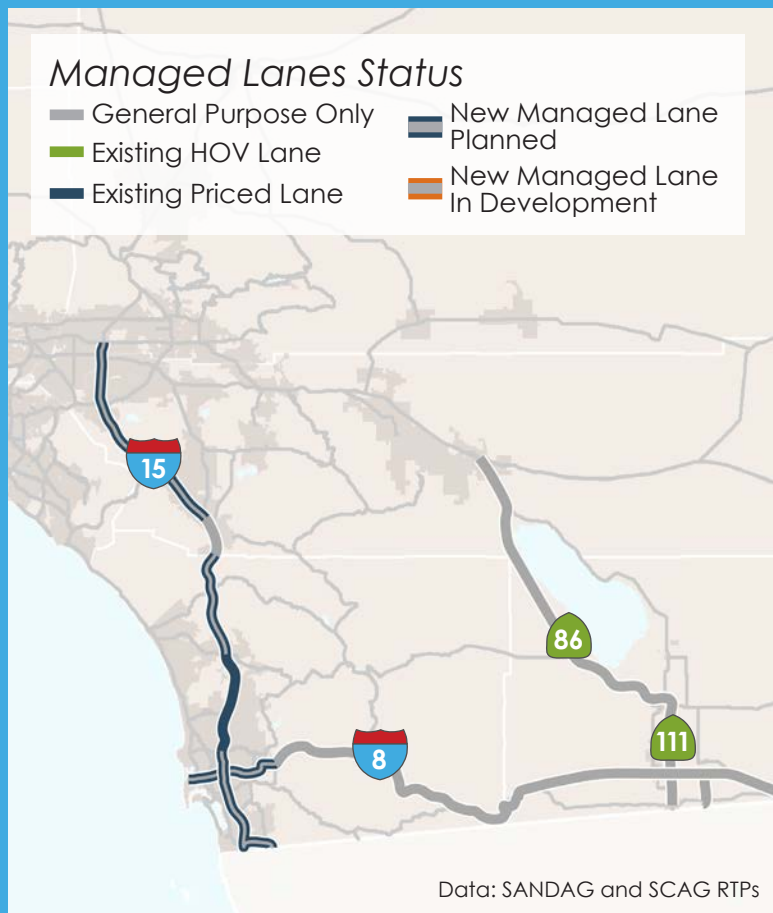 Managed Lanes Status
General Purpose Only
Existing HOV Lane
Existing Priced Lane
New Managed Lane
Planned
New Managed Lane
In Development
15
86
111
8
Data: SANDAG and SCAG RTPs